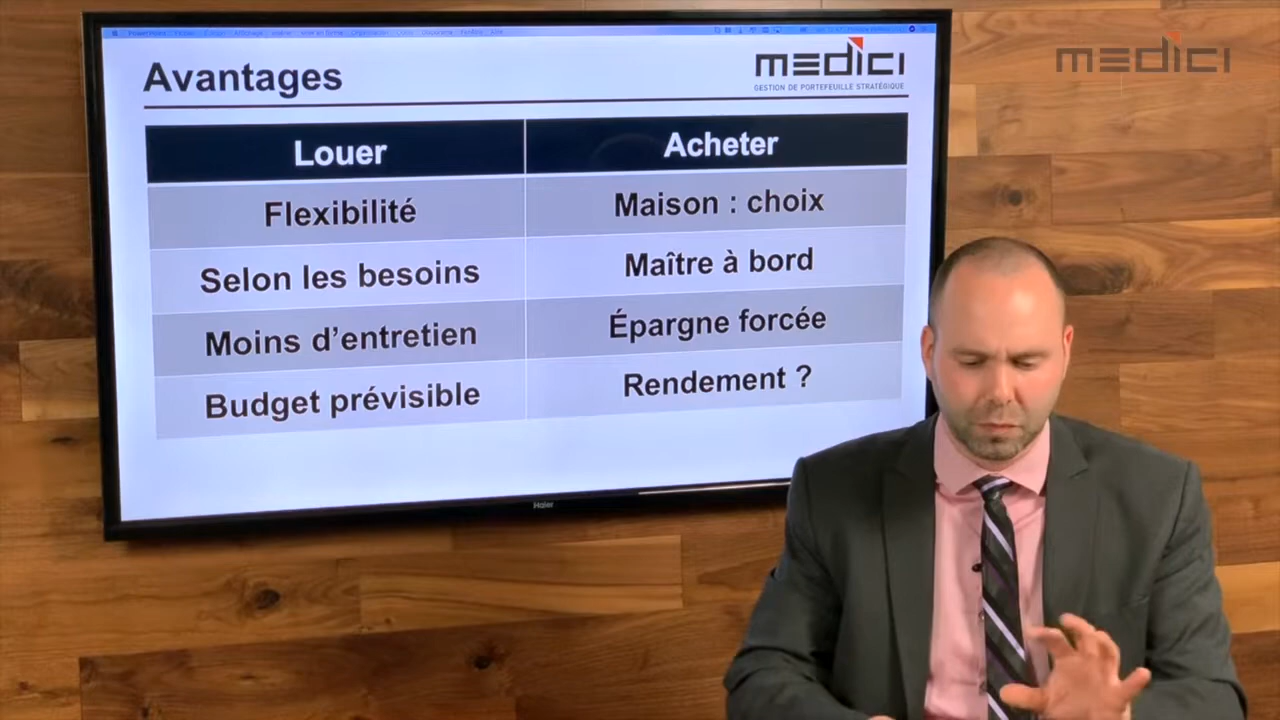 Avantages
MEDICI
GESTION DE PORTEFEUILLE STRATÉGIQUE
MEDICI
Louer
Acheter
Flexibilité
Maison : choix
Selon les besoins
Maître à bord
Moins d’entretien
Épargne forcée
Budget prévisible
Rendement ?
Haier